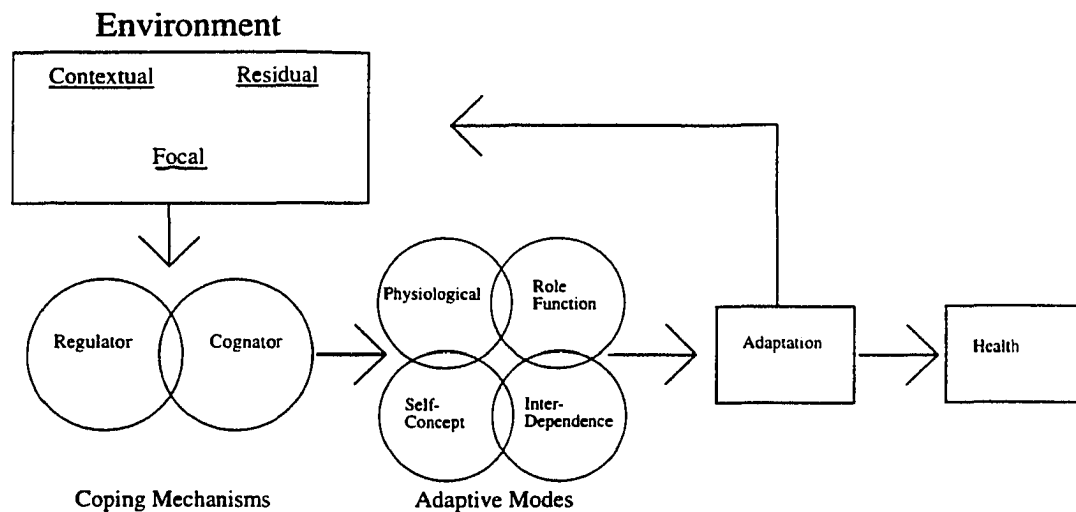 Environment
Contextual Residual
Focal
Regulator Cognator
Physiological
Role
Function
Self-
Concept
Inter-
Dependence
Adaptation
Health
Coping Mechanisms
Adaptive Modes